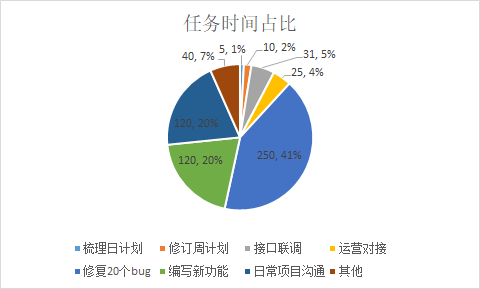 任务时间占比
5, 1%
10, 2%
31, 5%
25, 4%
40, 7%
120, 20%
250, 41%
120, 20%
梳理日计划 修订周计划 接口联调 运营对接
修复20个bug 编写新功能 日常项目沟通 其他